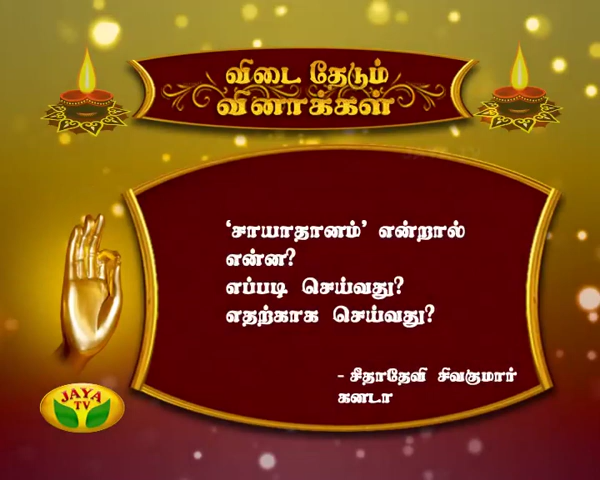 விடை தேடும்
வினாக்கள்
‘சாயாதானம்’ என்றால்
என்ன?
எப்படி செய்வது?
எதற்காக செய்வது?
- சீதாதேவி சிவகுமார்
கனடா
JAYA
TV